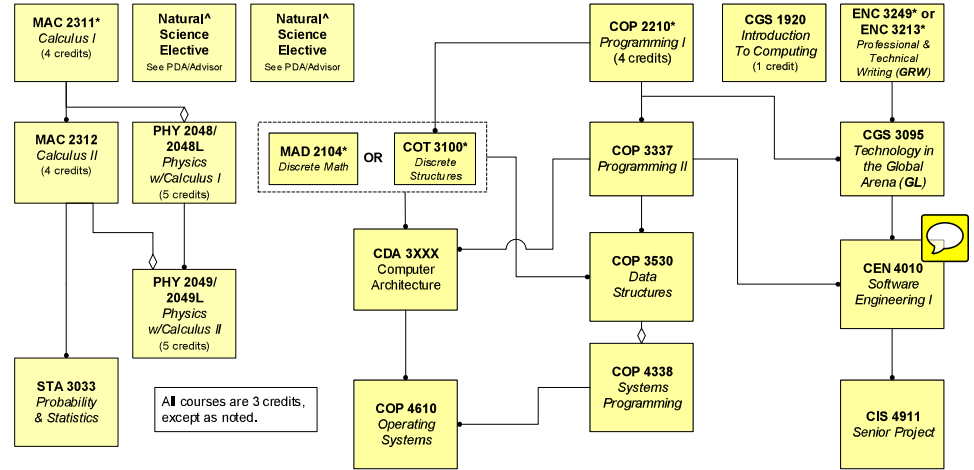 MAC 2311*
Calculus I
(4 credits)
Natural^
Science
Elective
See PDA/Advisor
Natural^
Science
Elective
See PDA/Advisor
COP 2210*
Programming I
(4 credits)
CGS 1920
Introduction
To Computing
(1 credit)
ENC 3249* or
ENC 3213*
Professional &
Technical
Writing (GRW)
MAC 2312
Calculus II
(4 credits)
PHY 2048/
2048L
Physics
w/Calculus I
(5 credits)
MAD 2104*
Discrete Math
OR
COT 3100*
Discrete
Structures
COP 3337
Programming II
CGS 3095
Technology in
the Global
Arena (GL)
CDA 3XXX
Computer
Architecture
COP 3530
Data
Structures
CEN 4010
Software
Engineering I
PHY 2049/
2049L
Physics
w/Calculus II
(5 credits)
STA 3033
Probability
& Statistics
All courses are 3 credits,
except as noted.
COP 4610
Operating
Systems
COP 4338
Systems
Programming
CIS 4911
Senior Project